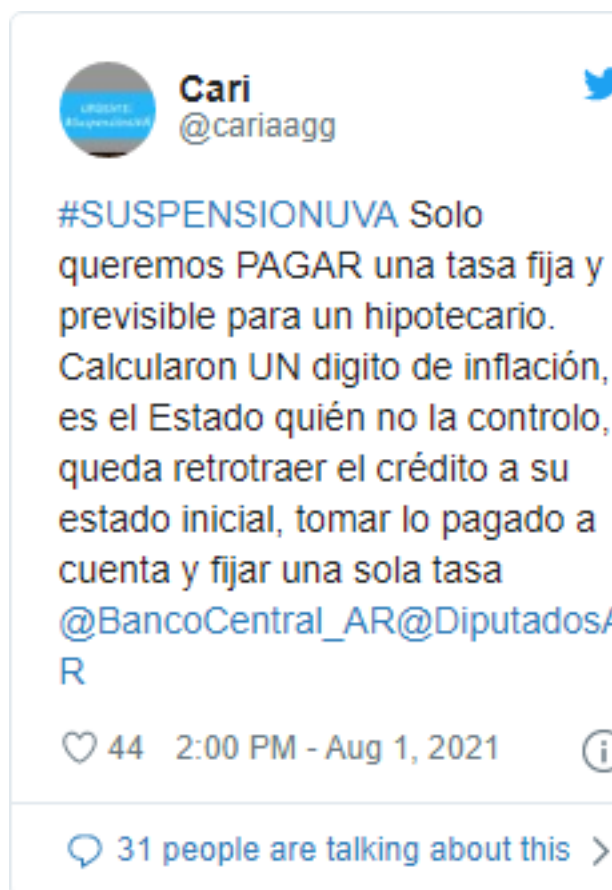 URGENTE:
Cari
@cariaagg
#SUSPENSIONUVA Solo
queremos PAGAR una tasa fija y
previsible para un hipotecario.
Calcularon UN digito de inflación,
es el Estado quién no la controlo,
queda retrotraer el crédito a su
estado inicial, tomar lo pagado a
cuenta y fijar una sola tasa
@BancoCentral_AR@DiputadosA
R
44 2:00 PM - Aug 1, 2021
31 people are talking about this